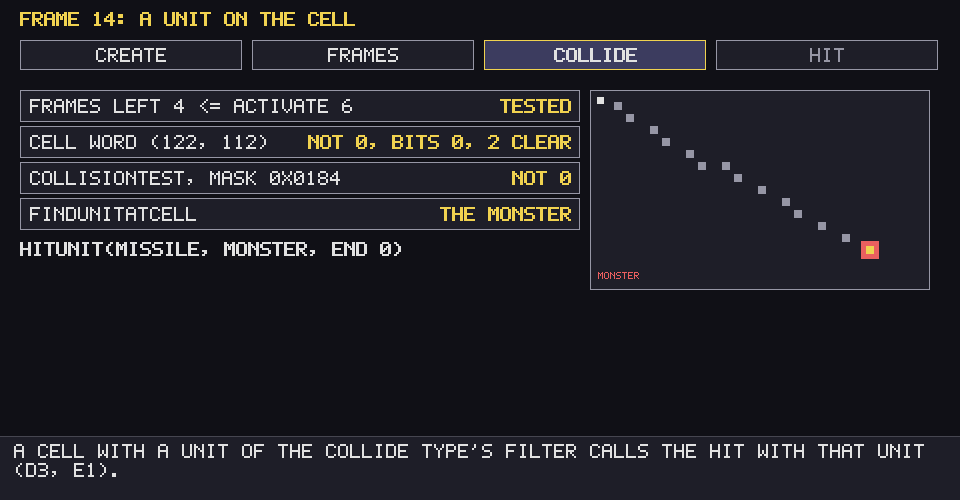 FRAME 14: A UNIT ON THE CELL
CREATE FRAMES COLLIDE HIT
FRAMES LEFT 4 <= ACTIVATE 6 TESTED
CELL WORD (122, 112) NOT 0, BITS 0, 2 CLEAR
COLLISIONTEST, MASK 0X0184 NOT 0
FINDUNITATCELL THE MONSTER
HITUNIT(MISSILE, MONSTER, END 0)
MONSTER
A CELL WITH A UNIT OF THE COLLIDE TYPE'S FILTER CALLS THE HIT WITH THAT UNIT
(D3, E1).